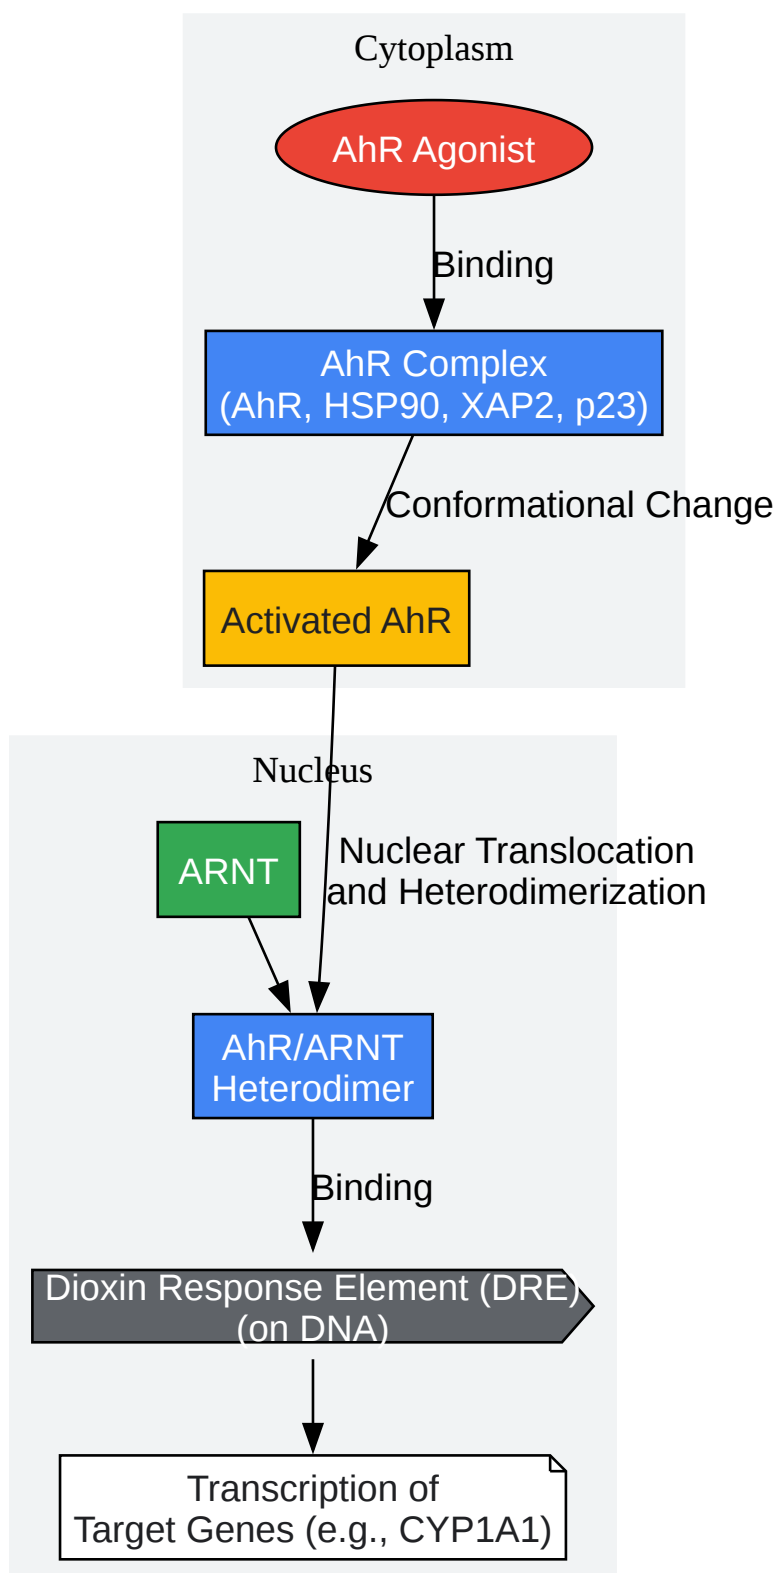 Cytoplasm
AhR Agonist
Binding
AhR Complex
(AhR, HSP90, XAP2, p23)
Conformational Change
Activated AhR
Nucleus
Nuclear Translocation
and Heterodimerization
ARNT
AhR/ARNT
Heterodimer
Binding
Dioxin Response Element (DRE)
(on DNA)
Transcription of
Target Genes (e.g., CYP1A1)